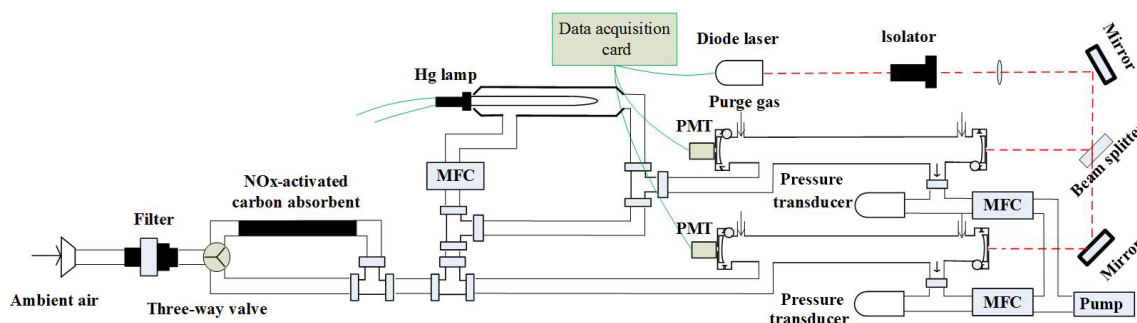 Data acquisition
card
Diode laser
Isolator
Mirror
Hg lamp
Purge gas
PMT
Beam splitter
MFC
NOx-activated
carbon absorbent
Pressure
transducer
MFC
Filter
PMT
Mirror
Ambient air
Three-way valve
Pressure
transducer
MFC
Pump